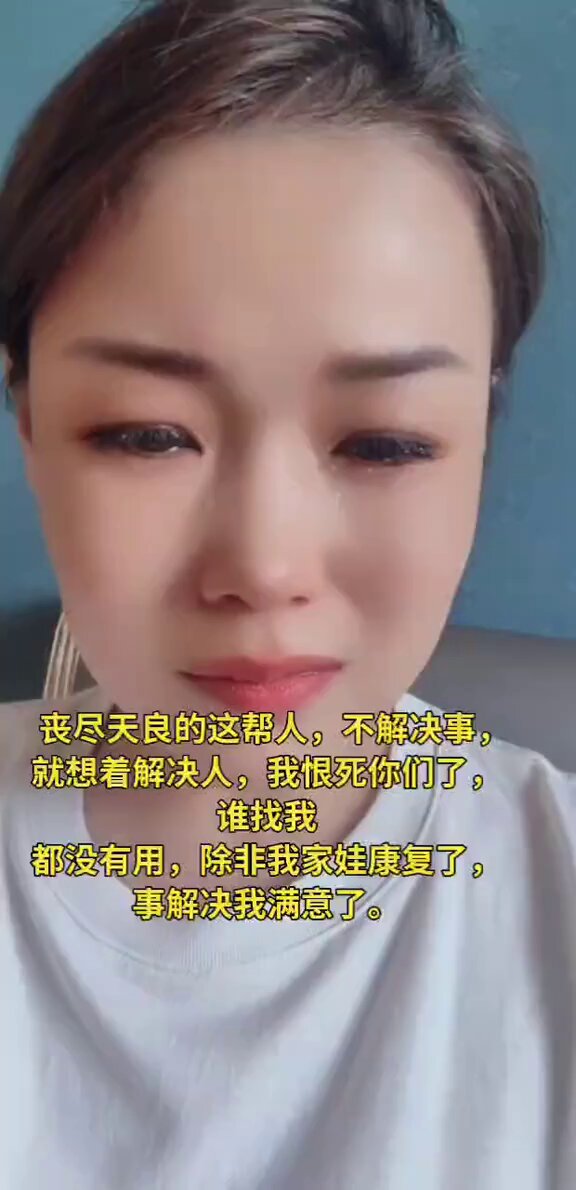 丧尽天良的这帮人，不解决事，
就想着解决人，我恨死你们了，
谁找我
都没有用，除非我家娃康复了，
事解决我满意了。